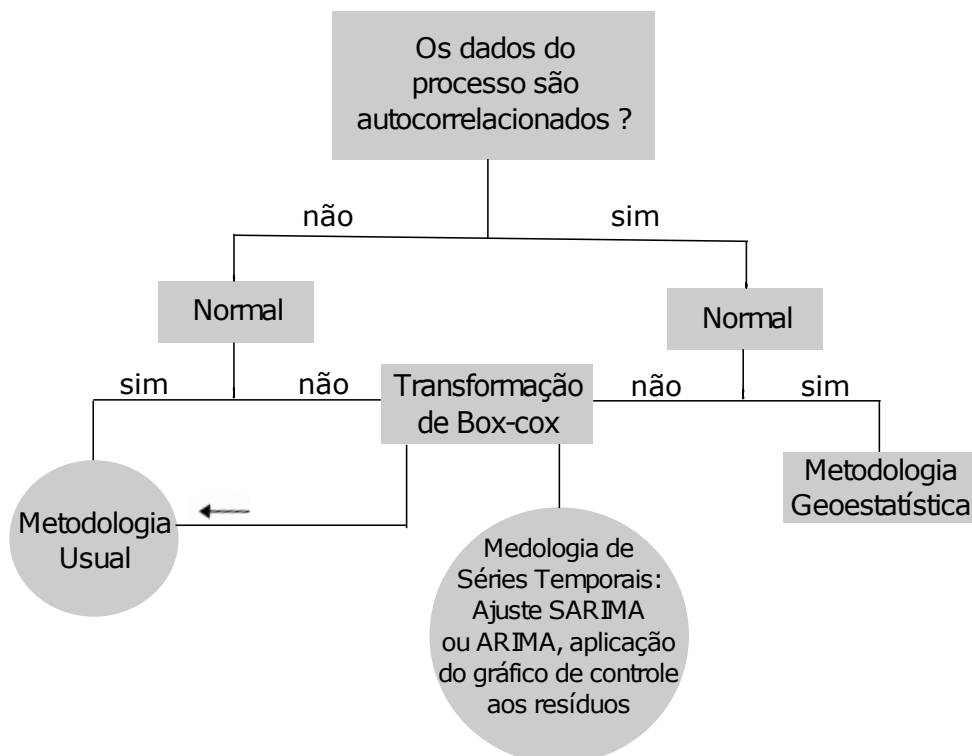 Os dados do
processo são
autocorrelacionados ?
não
sim
Normal
Normal
sim
não
Transformação
de Box-cox
não
sim
Metodologia
Usual
Metodologia
Geoestatística
Medologia de
Séries Temporais:
Ajuste SARIMA
ou ARIMA, aplicação
do gráfico de controle
aos resíduos